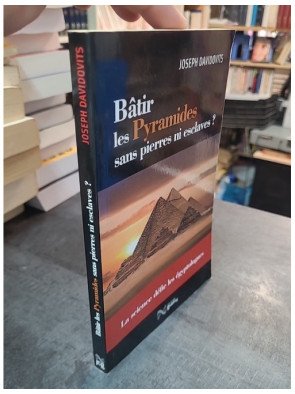 JOSEPH DAVIDOVITS
Bâtir
les Pyramides
sans pierres ni esclaves ?
La science défie les égyptologues
JOSEPH DAVIDOVITS
Bâtir les Pyramides sans pierres ni esclaves ?